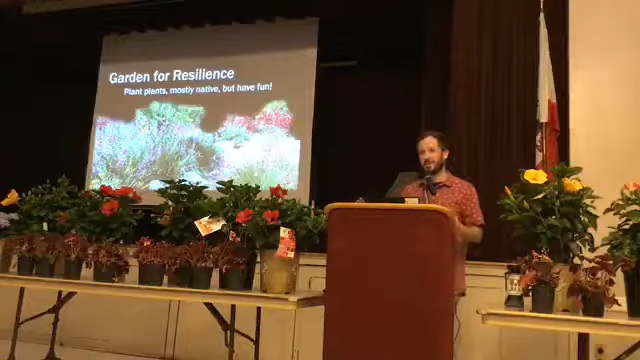 Garden for Resilience
Plant plants, mostly native, but have fun!